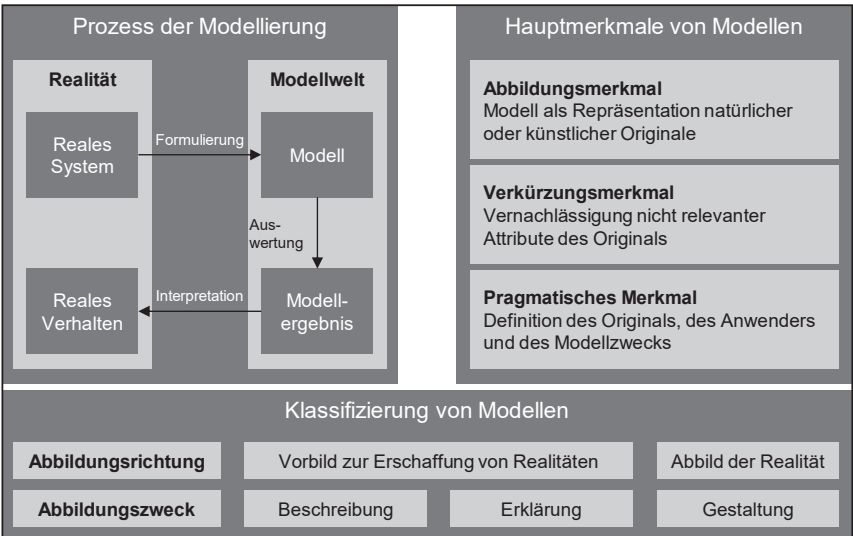 Prozess der Modellierung
Realität
Modellwelt
Reales
System
Formulierung
Modell
Aus-
wertung
Reales
Verhalten
Interpretation
Modell-
ergebnis
Hauptmerkmale von Modellen
Abbildungsmerkmal
Modell als Repräsentation natürlicher
oder künstlicher Originale
Verkürzungsmerkmal
Vernachlässigung nicht relevanter
Attribute des Originals
Pragmatisches Merkmal
Definition des Originals, des Anwenders
und des Modellzwecks
Klassifizierung von Modellen
Abbildungsrichtung
Vorbild zur Erschaffung von Realitäten
Abbild der Realität
Abbildungszweck
Beschreibung
Erklärung
Gestaltung